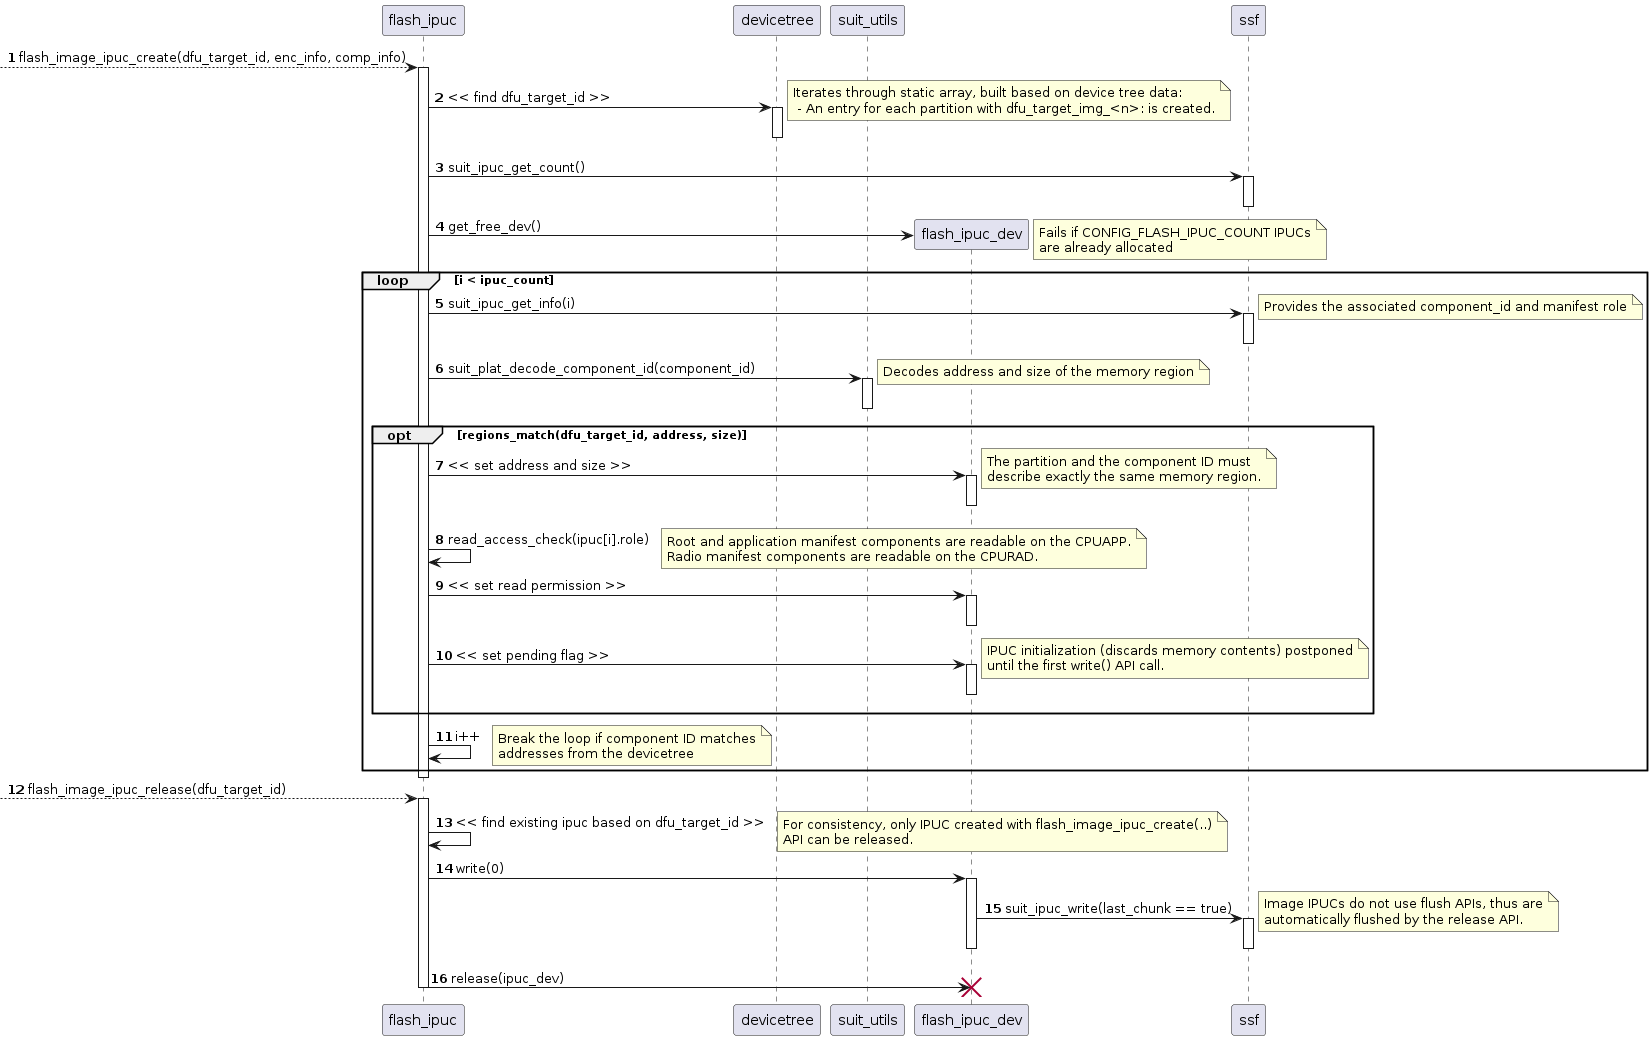 flash_ipuc devicetree suit_utils ssf
1 flash_image_ipuc_create(dfu_target_id, enc_info, comp_info)
2 << find dfu_target_id >>
Iterates through static array, built based on device tree data:
- An entry for each partition with dfu_target_img_<n>: is created.
3 suit_ipuc_get_count()
4 get_free_dev()
flash_ipuc_dev
Fails if CONFIG_FLASH_IPUC_COUNT IPUCs
are already allocated
loop [i < ipuc_count]
5 suit_ipuc_get_info(i)
Provides the associated component_id and manifest role
6 suit_plat_decode_component_id(component_id)
Decodes address and size of the memory region
opt [regions_match(dfu_target_id, address, size)]
7 << set address and size >>
The partition and the component ID must
describe exactly the same memory region.
8 read_access_check(ipuc[i].role)
Root and application manifest components are readable on the CPUAPP.
Radio manifest components are readable on the CPURAD.
9 << set read permission >>
10 << set pending flag >>
IPUC initialization (discards memory contents) postponed
until the first write() API call.
11 i++
Break the loop if component ID matches
addresses from the devicetree
12 flash_image_ipuc_release(dfu_target_id)
13 << find existing ipuc based on dfu_target_id >>
For consistency, only IPUC created with flash_image_ipuc_create(..)
API can be released.
14 write(0)
15 suit_ipuc_write(last_chunk == true)
Image IPUCs do not use flush APIs, thus are
automatically flushed by the release API.
16 release(ipuc_dev)
flash_ipuc devicetree suit_utils flash_ipuc_dev ssf